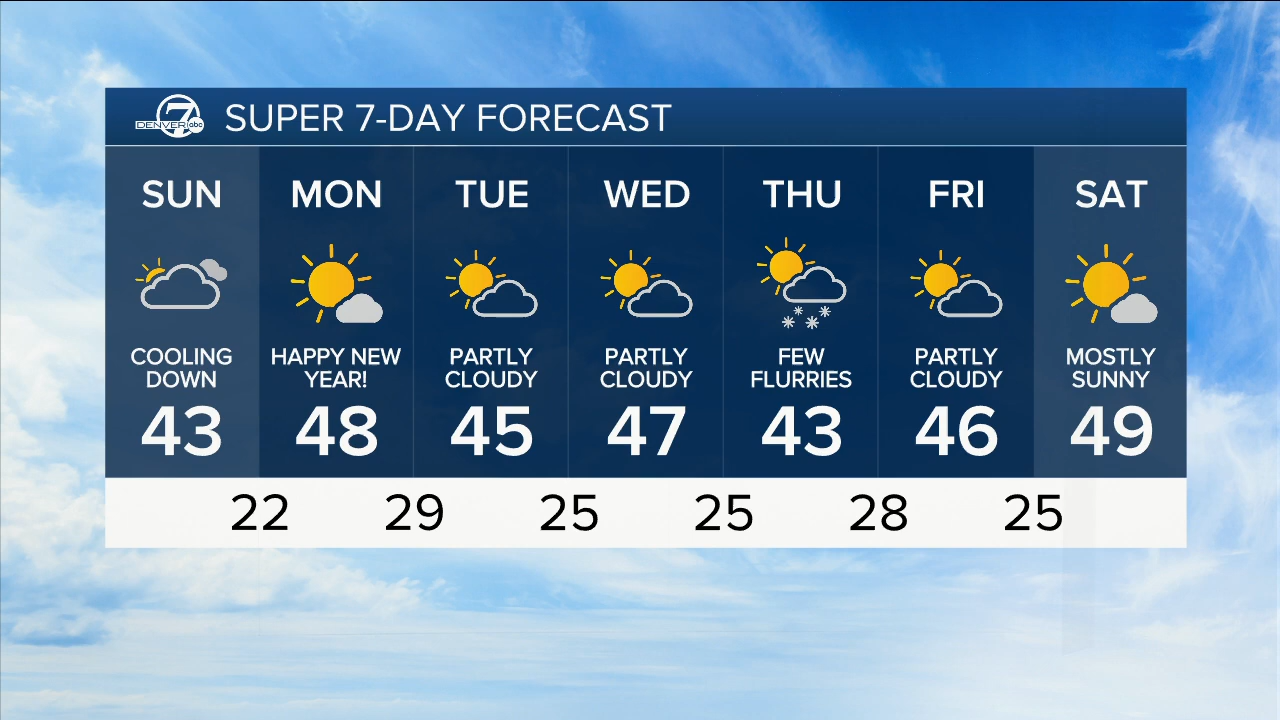 DENVER 7 abc
SUPER 7-DAY FORECAST
SUN MON TUE WED THU FRI SAT
COOLING DOWN
HAPPY NEW YEAR!
PARTLY CLOUDY
PARTLY CLOUDY
FEW FLURRIES
PARTLY CLOUDY
MOSTLY SUNNY
43 48 45 47 43 46 49
22 29 25 25 28 25